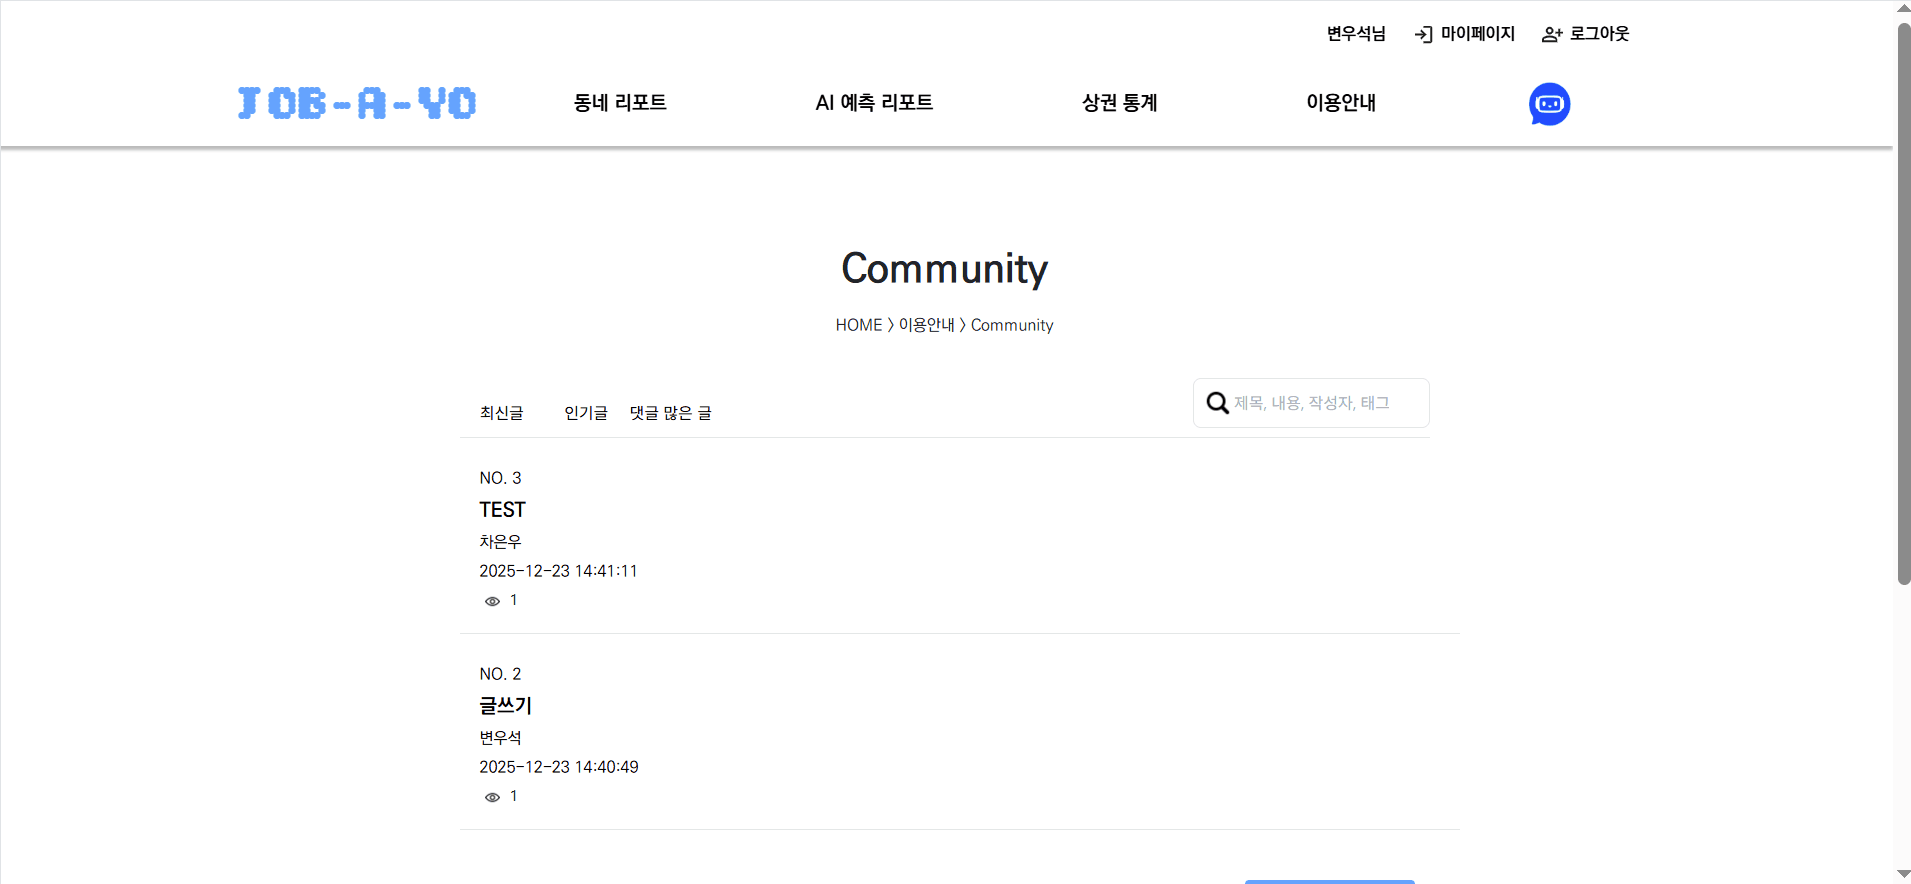 변우석님 마이페이지 로그아웃
JOB-A-YO 동네 리포트 AI 예측 리포트 상권 통계 이용안내
Community
HOME > 이용안내 > Community
최신글 인기글 댓글 많은 글 제목, 내용, 작성자, 태그
NO. 3
TEST
차은우
2025-12-23 14:41:11
1
NO. 2
글쓰기
변우석
2025-12-23 14:40:49
1